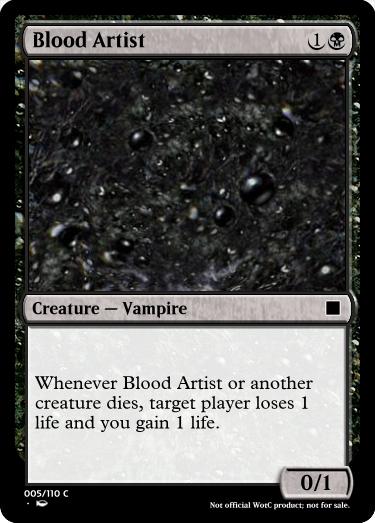 Blood Artist 1
Creature — Vampire
Whenever Blood Artist or another
creature dies, target player loses 1
life and you gain 1 life.
0/1
005/110 C
Not official WotC product; not for sale.